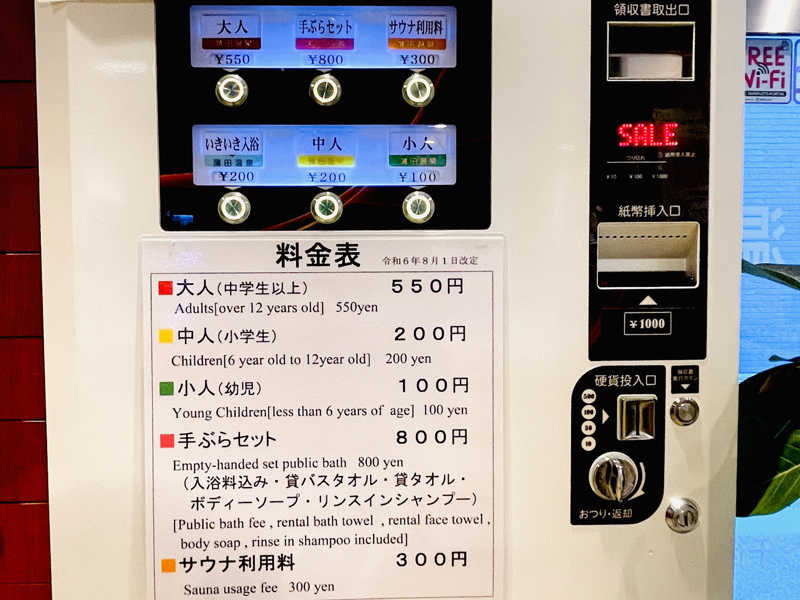 大人 手ぶらセット サウナ利用料
¥550 ¥800 ¥300
いきいき入浴 中人 小人
蒲田温泉
¥200 ¥200 ¥100
領収書取出口
FREE
Wi-Fi
SALE
紙幣挿入口
¥1000
硬貨投入口
500
100
50
10
おつり・返却
料金表 令和6年8月1日改定
大人(中学生以上) 550円
Adults[over 12 years old] 550yen
中人(小学生) 200円
Children[6 year old to 12year old] 200 yen
小人(幼児) 100円
Young Children[less than 6 years of age] 100 yen
手ぶらセット 800円
Empty-handed set public bath 800 yen
(入浴料込み・貸バスタオル・貸タオル・
ボディーソープ・リンスインシャンプー)
[Public bath fee , rental bath towel , rental face towel ,
body soap , rinse in shampoo included]
サウナ利用料 300円
Sauna usage fee 300 yen